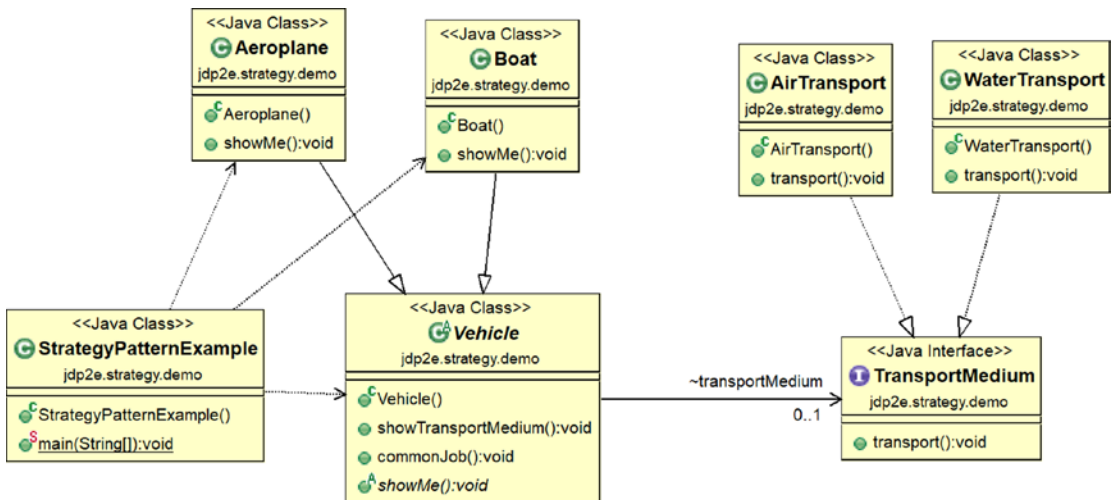 <<Java Class>>
Aeroplane
jdp2e.strategy.demo
Aeroplane()
showMe():void
<<Java Class>>
Boat
jdp2e.strategy.demo
Boat()
showMe():void
<<Java Class>>
AirTransport
jdp2e.strategy.demo
AirTransport()
transport():void
<<Java Class>>
WaterTransport
jdp2e.strategy.demo
WaterTransport()
transport():void
<<Java Class>>
StrategyPatternExample
jdp2e.strategy.demo
StrategyPatternExample()
main(String[]):void
<<Java Class>>
Vehicle
jdp2e.strategy.demo
Vehicle()
showTransportMedium():void
commonJob():void
showMe():void
~transportMedium
0..1
<<Java Interface>>
TransportMedium
jdp2e.strategy.demo
transport():void